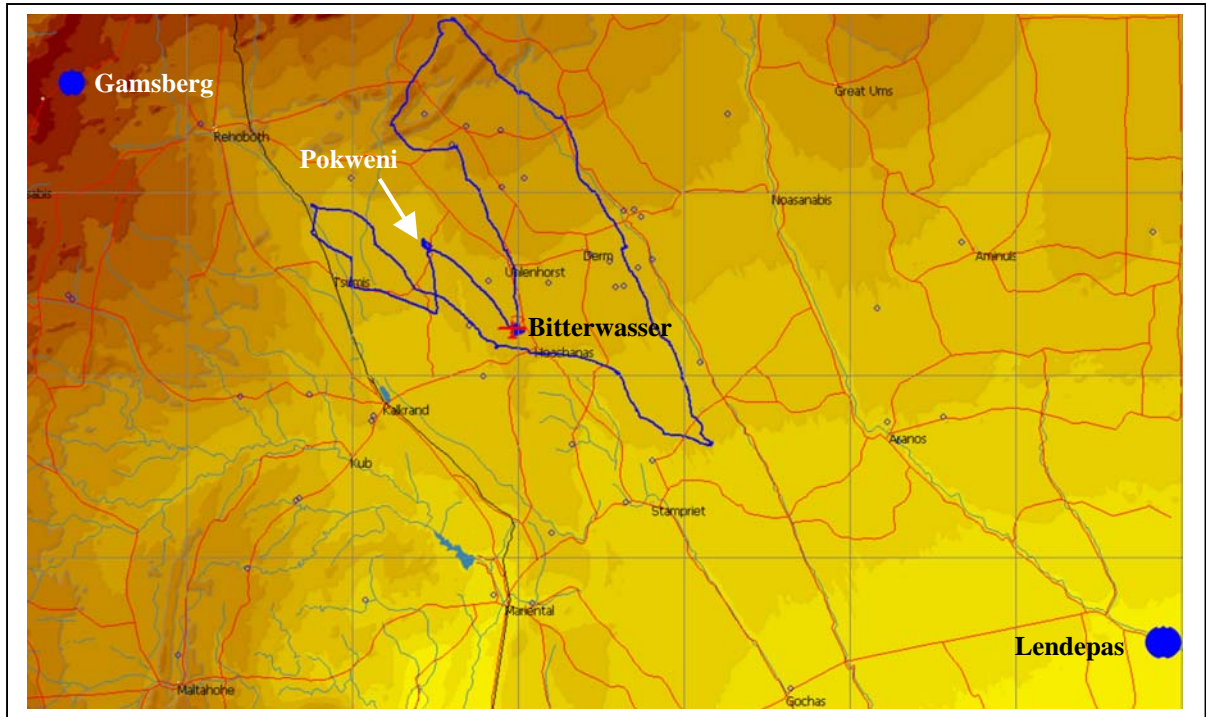 Gamsberg
Great Ums
Rehoboth
Pokweni
sabis
Noasanabis
Derm
Aminuis
Uhlenhorst
Tsumis
Bitterwasser
Hoachanas
Kalkrand
Aranos
Kub
Stampriet
Mariental
Lendepas
Maltahohe
Gochas